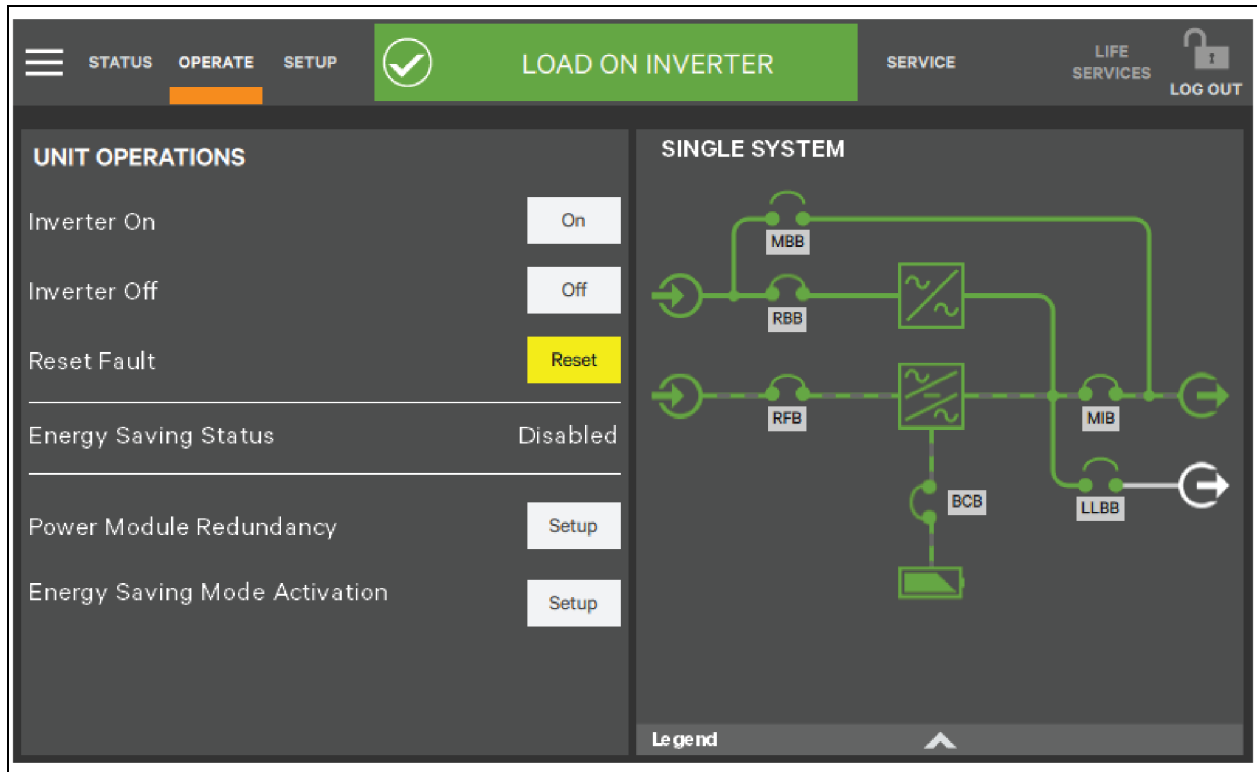 STATUS OPERATE SETUP
LOAD ON INVERTER
SERVICE
LIFE
SERVICES
LOG OUT
UNIT OPERATIONS
Inverter On
On
Inverter Off
Off
Reset Fault
Reset
Energy Saving Status
Disabled
Power Module Redundancy
Setup
Energy Saving Mode Activation
Setup
SINGLE SYSTEM
MBB
RBB
RFB
MIB
BCB
LLBB
Legend